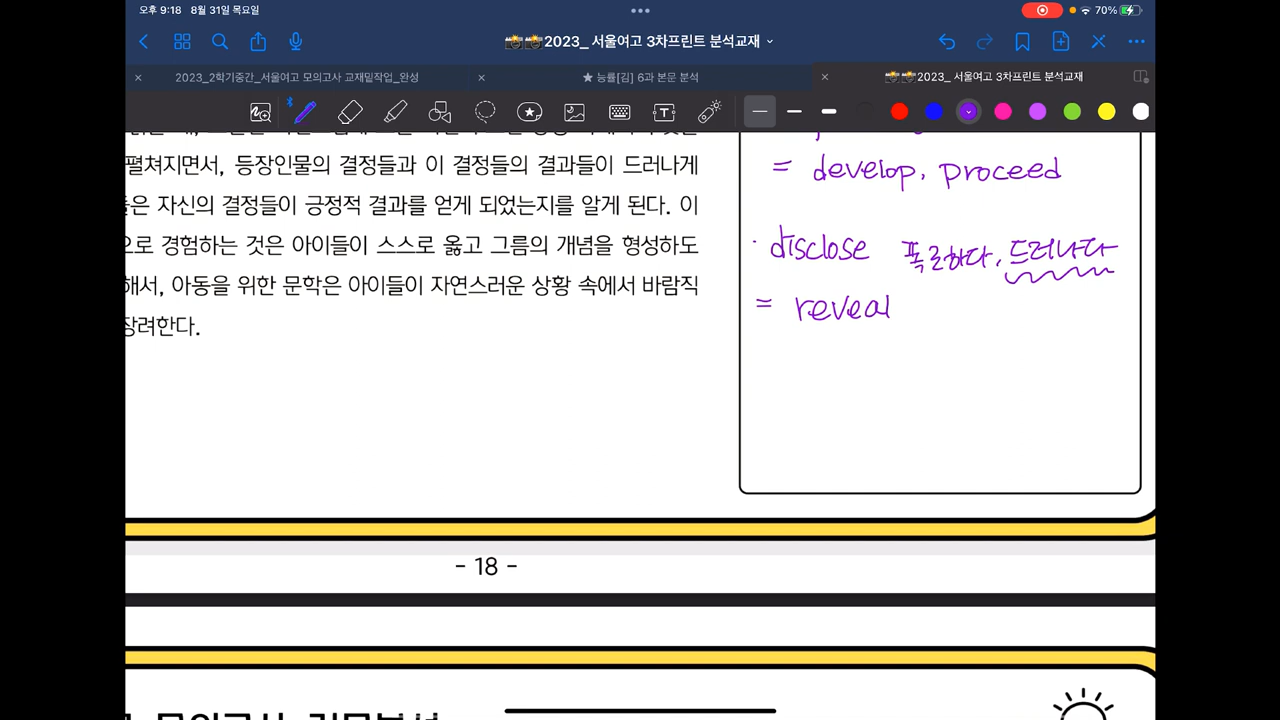 오후 9:18 8월 31일 목요일
70%
2023_ 서울여고 3차프린트 분석교재
2023_2학기중간_서울여고 모의고사 교재밑작업_완성
★ 능률[김] 6과 본문 분석
2023_ 서울여고 3차프린트 분석교재
펼쳐지면서, 등장인물의 결정들과 이 결정들의 결과들이 드러나게
들은 자신의 결정들이 긍정적 결과를 얻게 되었는지를 알게 된다. 이
으로 경험하는 것은 아이들이 스스로 옳고 그름의 개념을 형성하도
해서, 아동을 위한 문학은 아이들이 자연스러운 상황 속에서 바람직
장려한다.
= develop, proceed
· disclose 폭로하다, 드러나다
= reveal
- 18 -